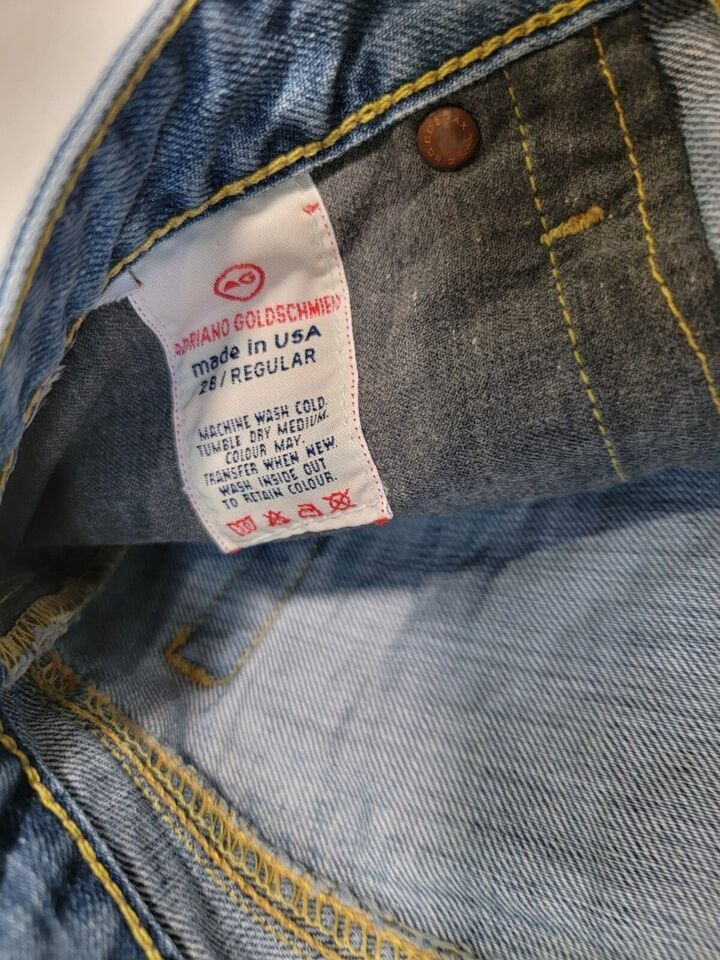 AG
ADRIANO GOLDSCHMIED
made in USA
28/REGULAR
MACHINE WASH COLD.
TUMBLE DRY MEDIUM.
COLOUR MAY.
TRANSFER WHEN NEW.
WASH INSIDE OUT
TO RETAIN COLOUR.